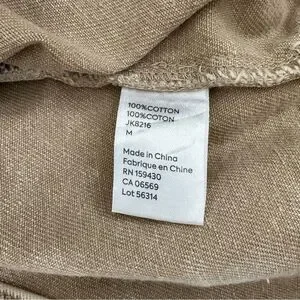 100%COTTON
100%COTON
JK8216
M
Made in China
Fabriqué en Chine
RN 159430
CA 06569
Lot 56314